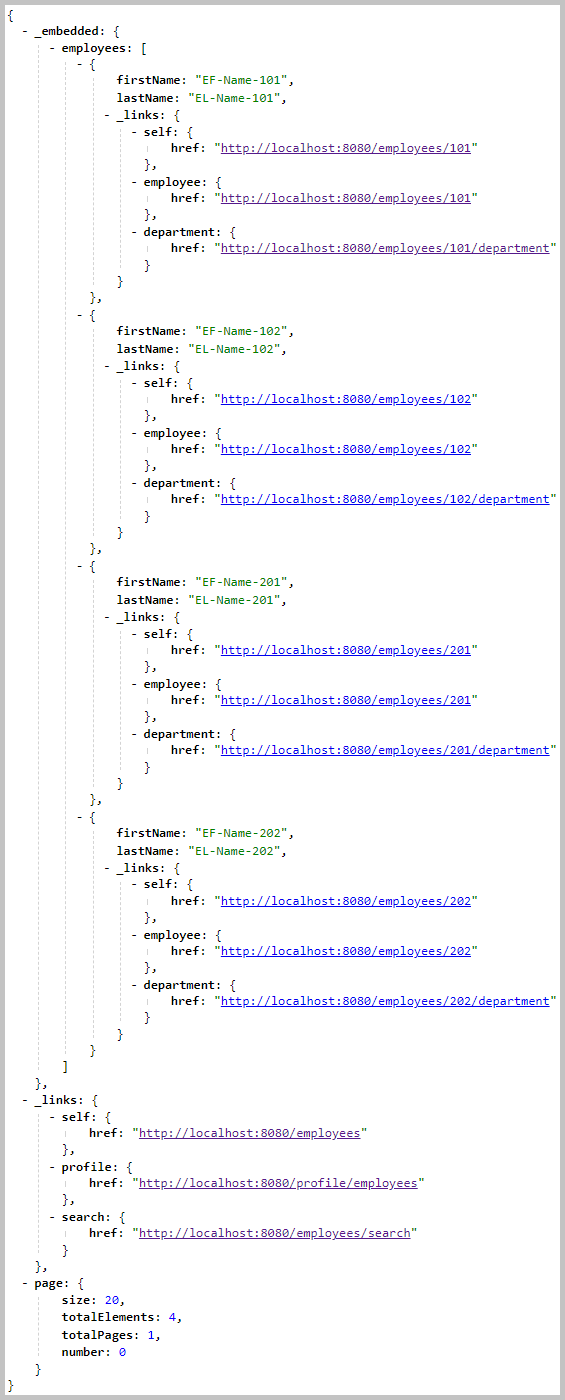 {
- _embedded: {
- employees: [
- {
firstName: "EF-Name-101",
lastName: "EL-Name-101",
- _links: {
- self: {
href: "http://localhost:8080/employees/101"
},
- employee: {
href: "http://localhost:8080/employees/101"
},
- department: {
href: "http://localhost:8080/employees/101/department"
}
}
},
- {
firstName: "EF-Name-102",
lastName: "EL-Name-102",
- _links: {
- self: {
href: "http://localhost:8080/employees/102"
},
- employee: {
href: "http://localhost:8080/employees/102"
},
- department: {
href: "http://localhost:8080/employees/102/department"
}
}
},
- {
firstName: "EF-Name-201",
lastName: "EL-Name-201",
- _links: {
- self: {
href: "http://localhost:8080/employees/201"
},
- employee: {
href: "http://localhost:8080/employees/201"
},
- department: {
href: "http://localhost:8080/employees/201/department"
}
}
},
- {
firstName: "EF-Name-202",
lastName: "EL-Name-202",
- _links: {
- self: {
href: "http://localhost:8080/employees/202"
},
- employee: {
href: "http://localhost:8080/employees/202"
},
- department: {
href: "http://localhost:8080/employees/202/department"
}
}
}
]
},
- _links: {
- self: {
href: "http://localhost:8080/employees"
},
- profile: {
href: "http://localhost:8080/profile/employees"
},
- search: {
href: "http://localhost:8080/employees/search"
}
},
- page: {
size: 20,
totalElements: 4,
totalPages: 1,
number: 0
}
}